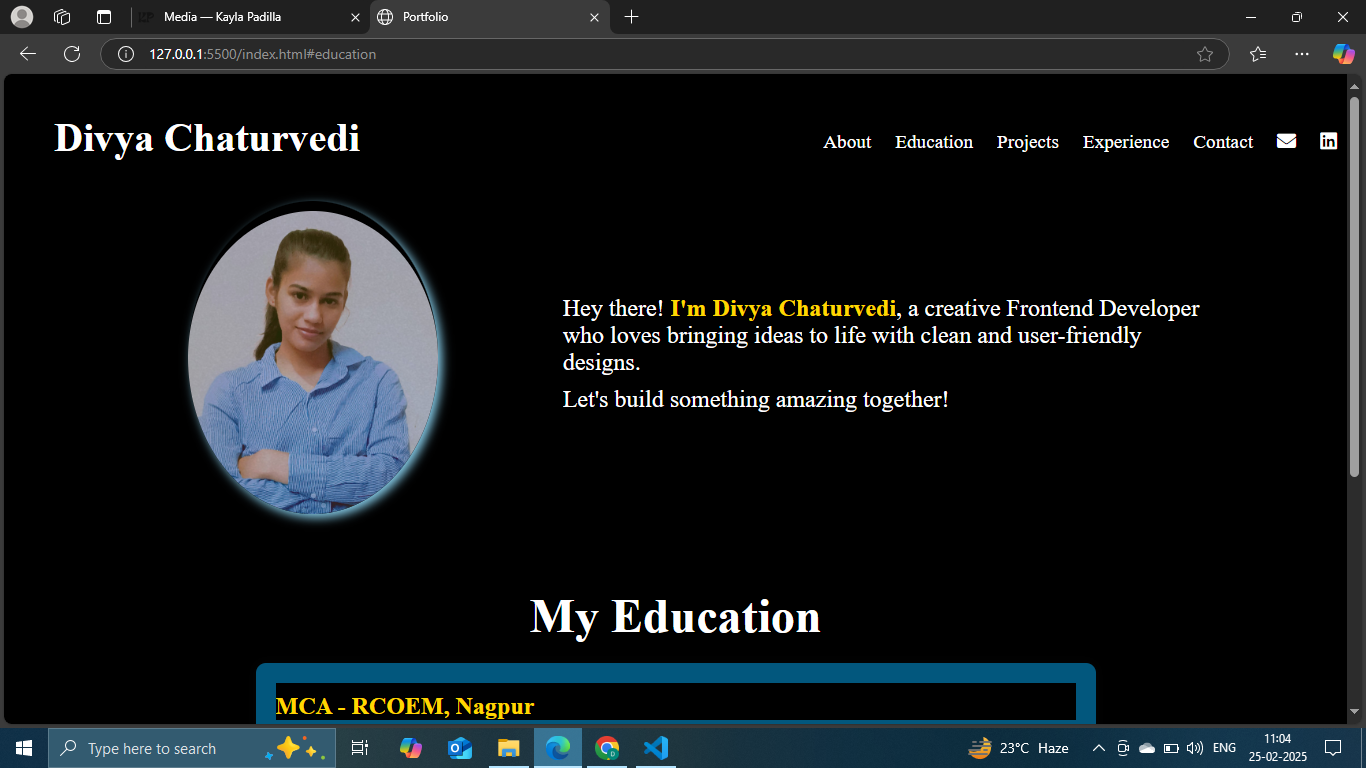 Media — Kayla Padilla
Portfolio
127.0.0.1:5500/index.html#education
Divya Chaturvedi
About Education Projects Experience Contact
Hey there! I'm Divya Chaturvedi, a creative Frontend Developer
who loves bringing ideas to life with clean and user-friendly
designs.
Let's build something amazing together!
My Education
MCA - RCOEM, Nagpur
Type here to search
23°C Haze
ENG
11:04
25-02-2025